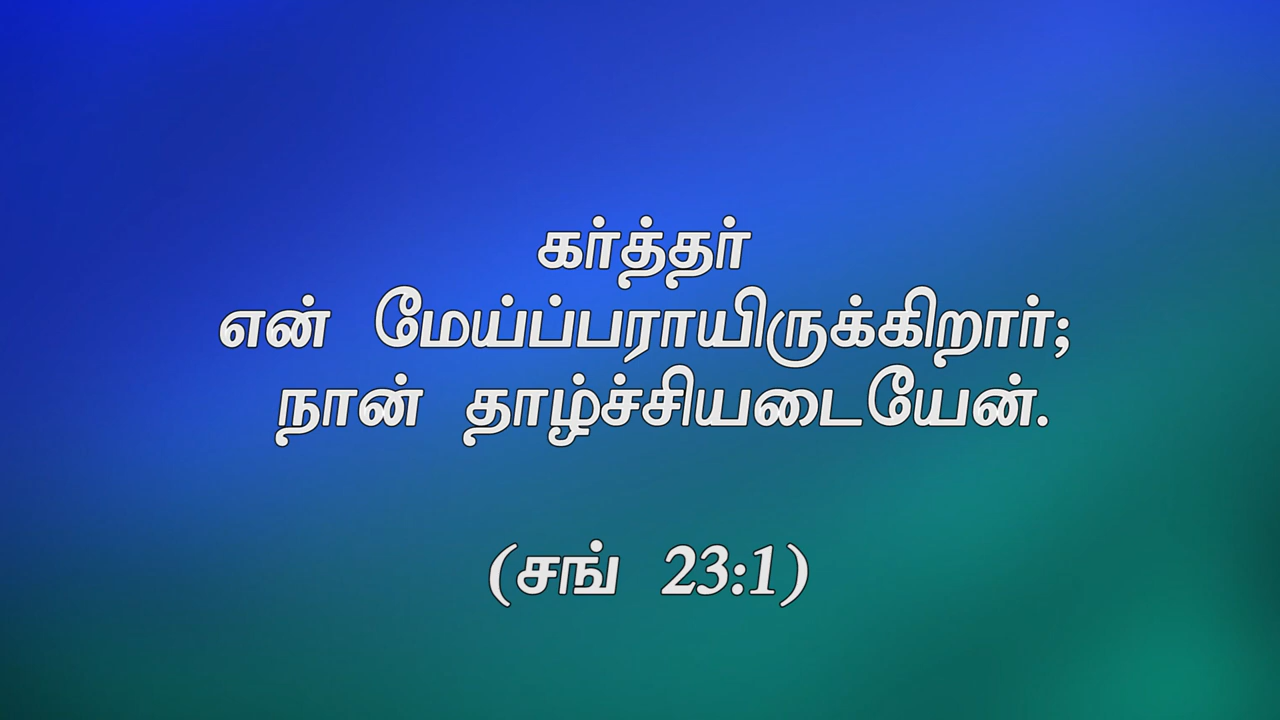 கர்த்தர்
என் மேய்ப்பராயிருக்கிறார்;
நான் தாழ்ச்சியடையேன்.
(சங் 23:1)